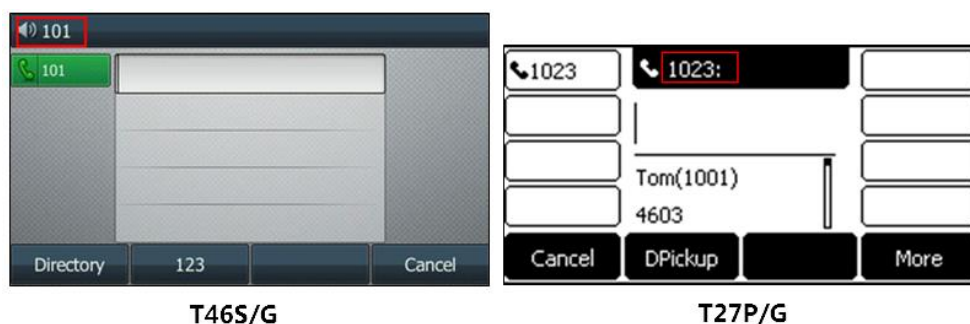 101
101
Directory 123 Cancel
T46S/G
1023 1023:
Tom(1001)
4603
Cancel DPickup More
T27P/G